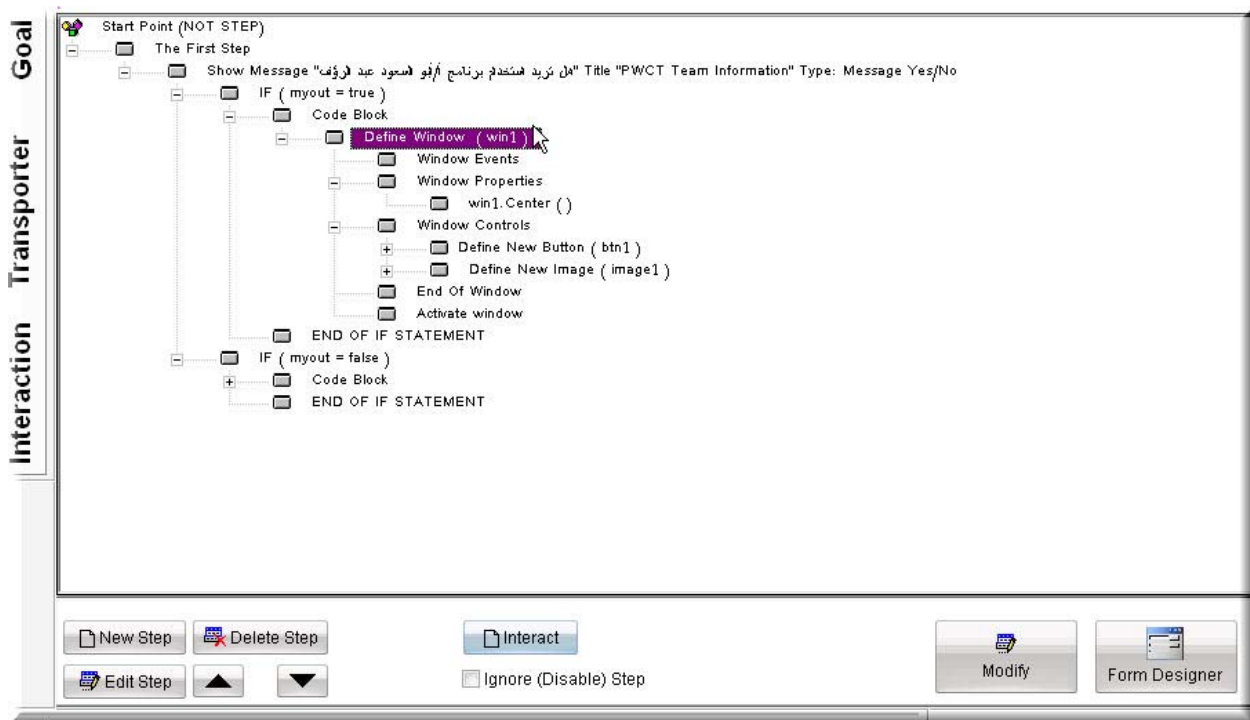 Goal
Transporter
Interaction
Start Point (NOT STEP)
The First Step
Show Message "هل تريد استخدام برنامج أ/أبو السعود عبد الرؤف" Title "PWCT Team Information" Type: Message Yes/No
IF ( myout = true )
Code Block
Define Window ( win1 )
Window Events
Window Properties
win1.Center ()
Window Controls
Define New Button ( btn1 )
Define New Image ( image1 )
End Of Window
Activate window
END OF IF STATEMENT
IF ( myout = false )
Code Block
END OF IF STATEMENT
New Step
Delete Step
Interact
Edit Step
Ignore (Disable) Step
Modify
Form Designer